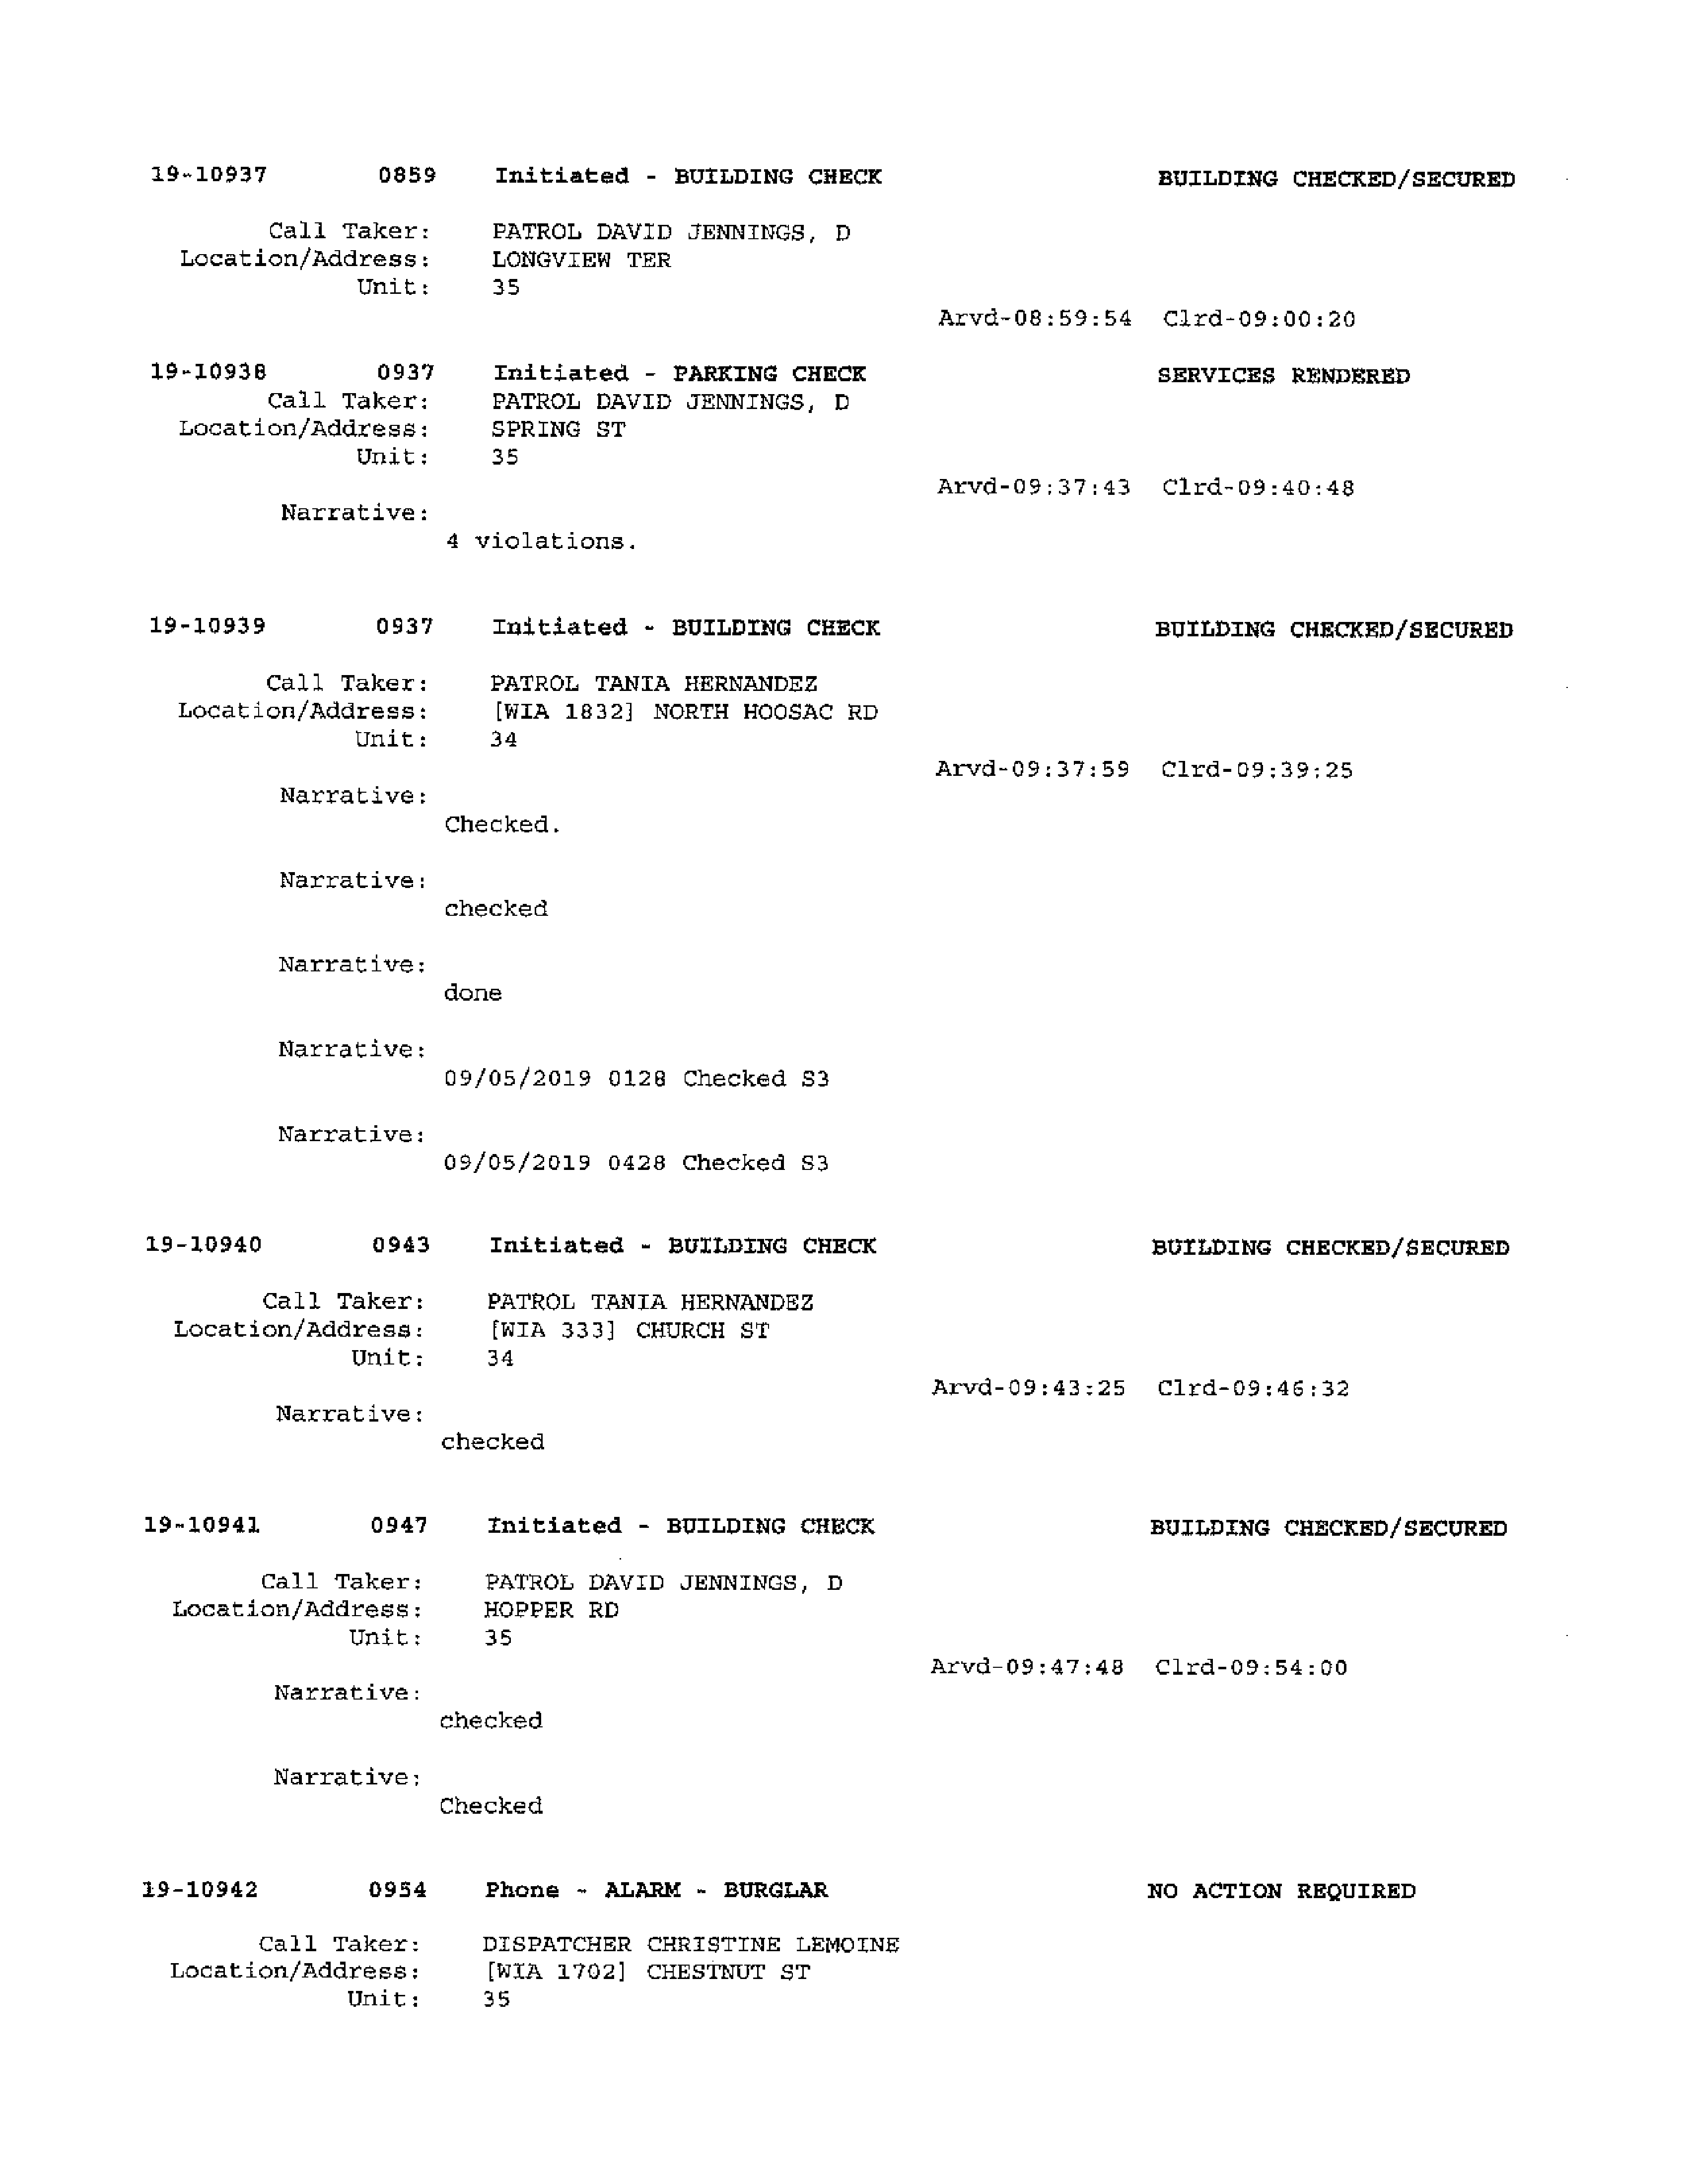 19-10937 0859 Initiated - BUILDING CHECK BUILDING CHECKED/SECURED
Call Taker: PATROL DAVID JENNINGS, D
Location/Address: LONGVIEW TER
Unit: 35
Arvd-08:59:54 Clrd-09:00:20
19-10938 0937 Initiated - PARKING CHECK SERVICES RENDERED
Call Taker: PATROL DAVID JENNINGS, D
Location/Address: SPRING ST
Unit: 35
Arvd-09:37:43 Clrd-09:40:48
Narrative:
4 violations.
19-10939 0937 Initiated - BUILDING CHECK BUILDING CHECKED/SECURED
Call Taker: PATROL TANIA HERNANDEZ
Location/Address: [WIA 1832] NORTH HOOSAC RD
Unit: 34
Arvd-09:37:59 Clrd-09:39:25
Narrative:
Checked.
Narrative:
checked
Narrative:
done
Narrative:
09/05/2019 0128 Checked S3
Narrative:
09/05/2019 0428 Checked S3
19-10940 0943 Initiated - BUILDING CHECK BUILDING CHECKED/SECURED
Call Taker: PATROL TANIA HERNANDEZ
Location/Address: [WIA 333] CHURCH ST
Unit: 34
Arvd-09:43:25 Clrd-09:46:32
Narrative:
checked
19-10941 0947 Initiated - BUILDING CHECK BUILDING CHECKED/SECURED
Call Taker: PATROL DAVID JENNINGS, D
Location/Address: HOPPER RD
Unit: 35
Arvd-09:47:48 Clrd-09:54:00
Narrative:
checked
Narrative:
Checked
19-10942 0954 Phone - ALARM - BURGLAR NO ACTION REQUIRED
Call Taker: DISPATCHER CHRISTINE LEMOINE
Location/Address: [WIA 1702] CHESTNUT ST
Unit: 35